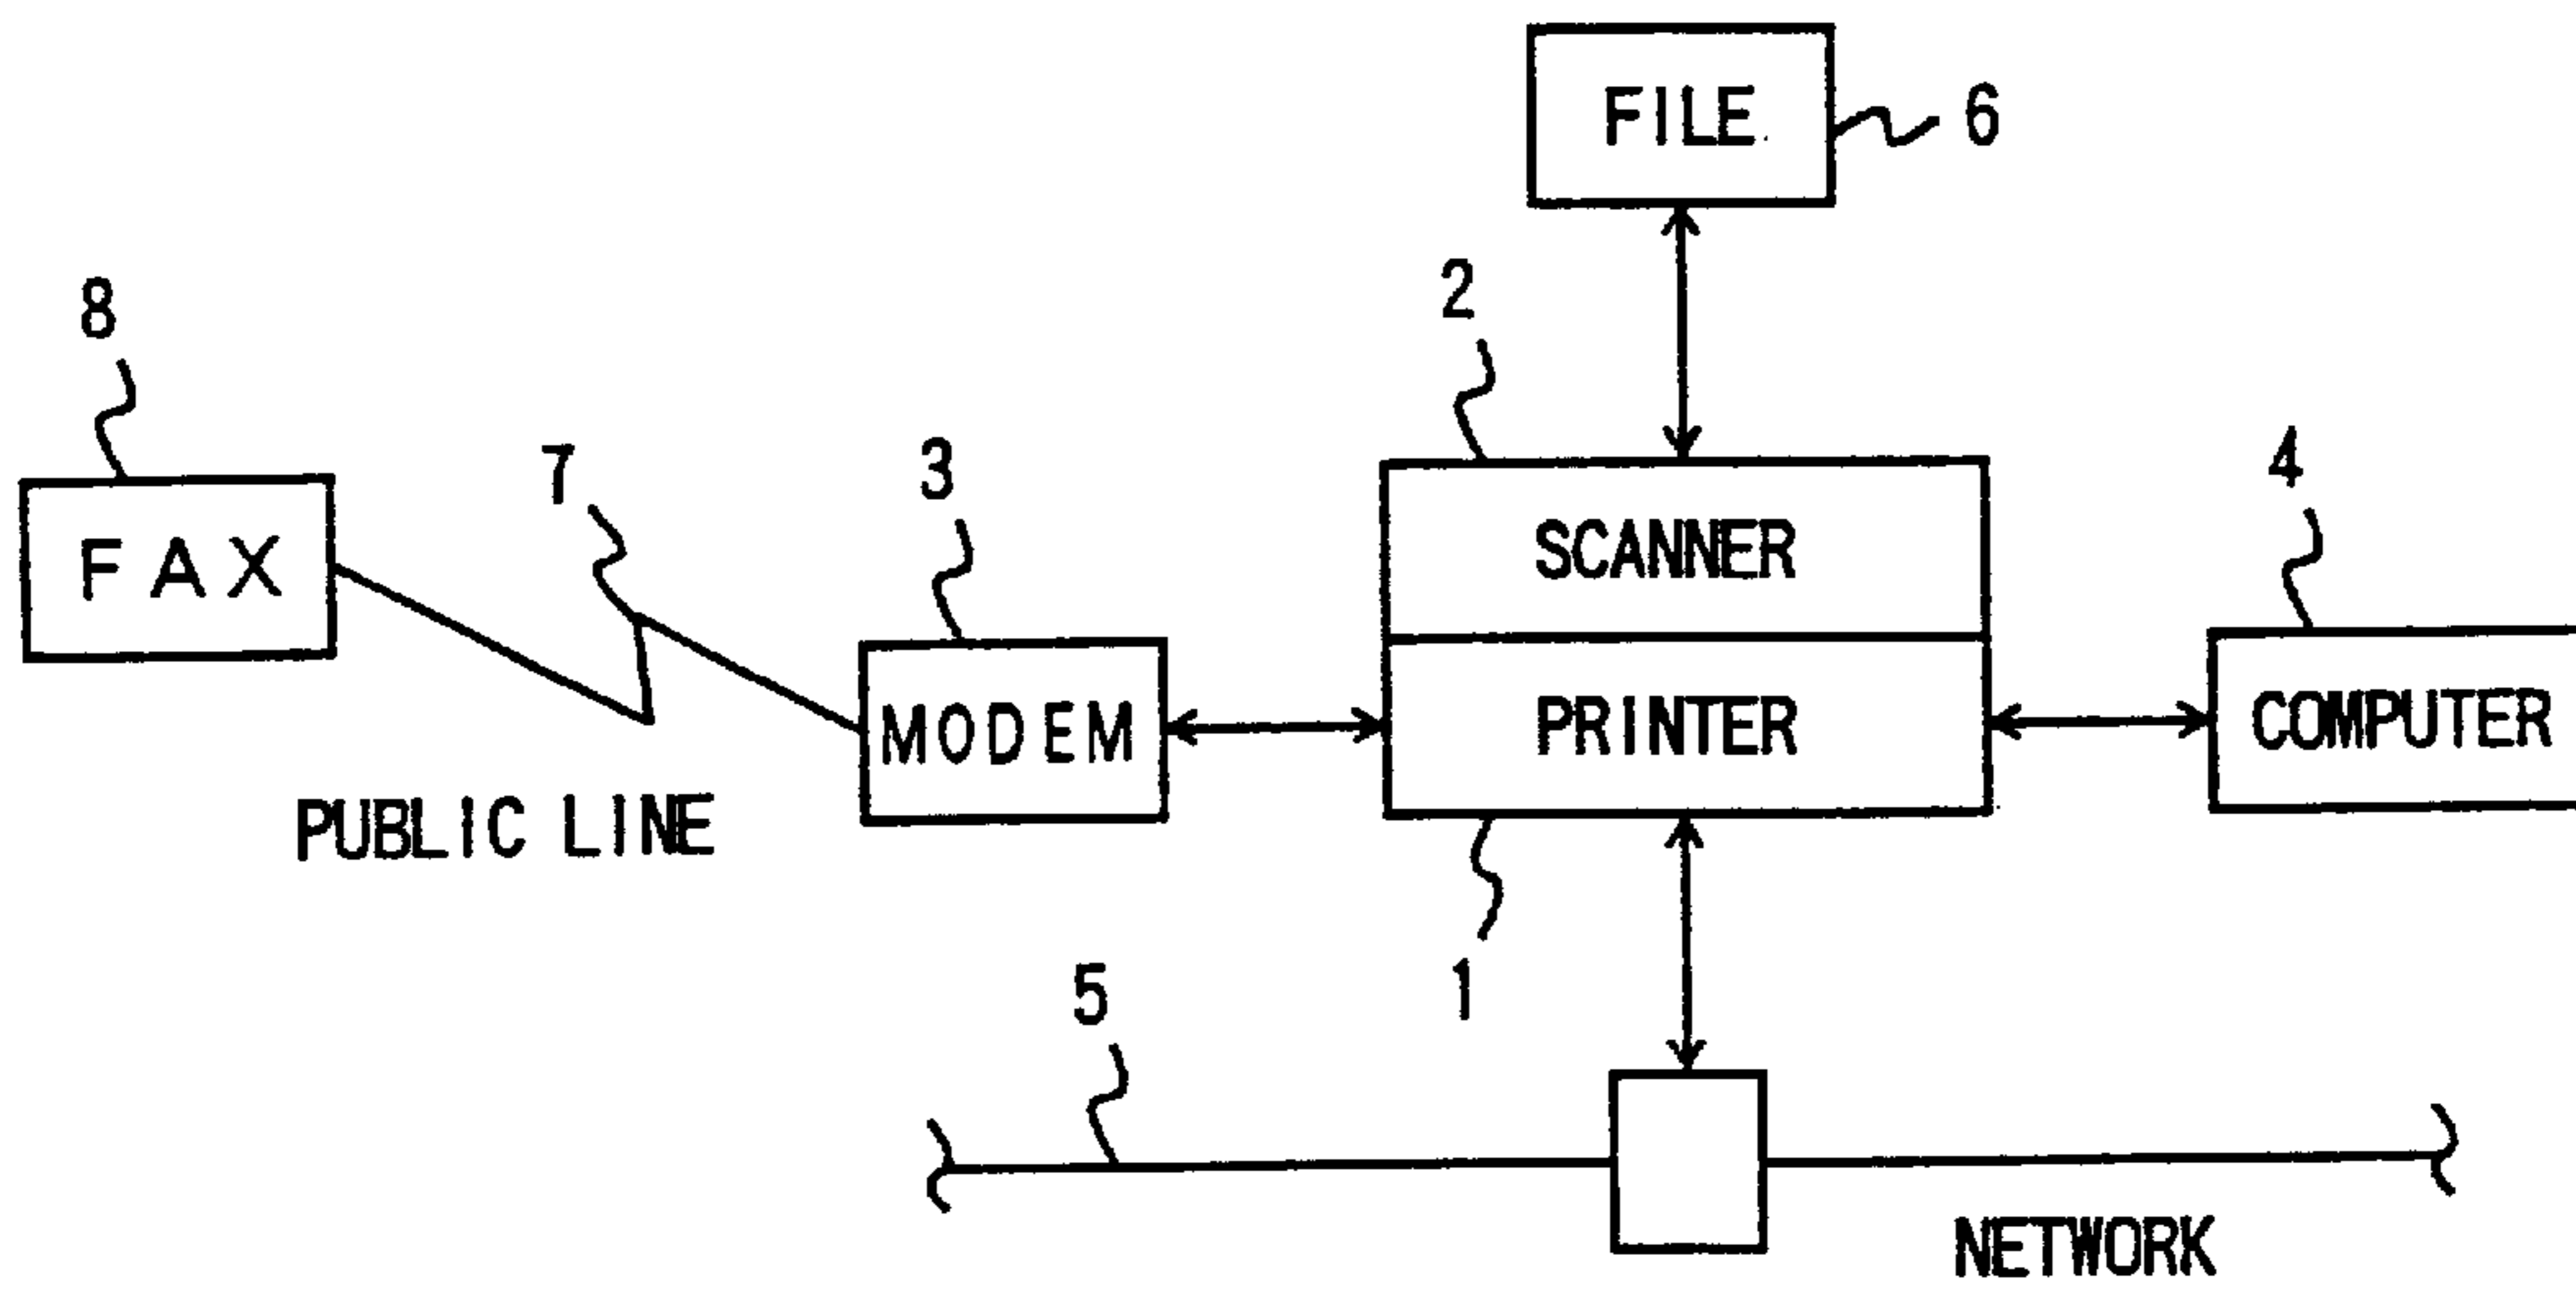 FILE
6
2
8
7
3
4
FAX
SCANNER
MODEM
PRINTER
COMPUTER
PUBLIC LINE
5
1
NETWORK